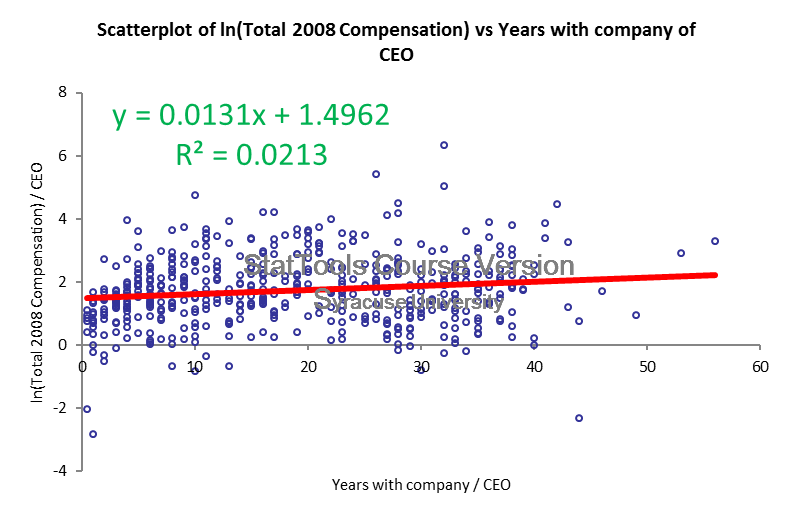 Scatterplot of ln(Total 2008 Compensation) vs Years with company of
CEO
8
y = 0.0131x + 1.4962
R² = 0.0213
6
4
StatTools Course Version
2
Syracuse University
0
0 10 20 30 40 50 60
-2
-4
ln(Total 2008 Compensation) / CEO
Years with company / CEO